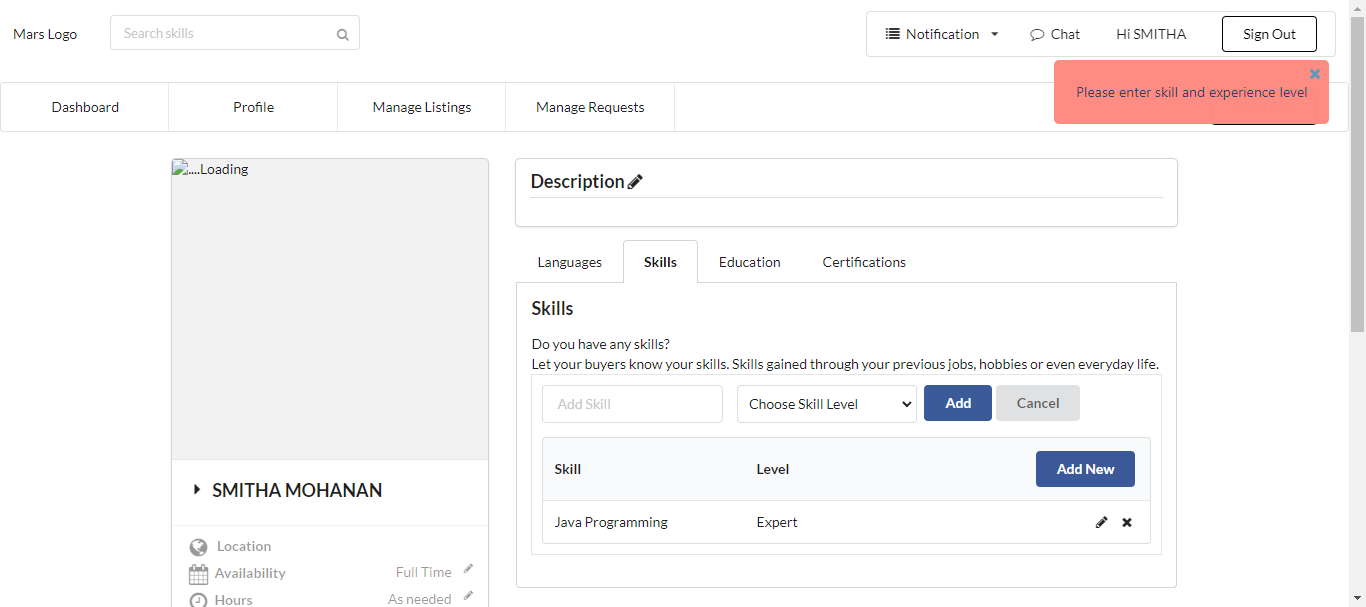 Mars Logo
Search skills
Notification
Chat
Hi SMITHA
Sign Out
Please enter skill and experience level
Dashboard
Profile
Manage Listings
Manage Requests
....Loading
Description
Languages
Skills
Education
Certifications
Skills
Do you have any skills?
Let your buyers know your skills. Skills gained through your previous jobs, hobbies or even everyday life.
Add Skill
Choose Skill Level
Add
Cancel
Skill
Level
Add New
Java Programming
Expert
SMITHA MOHANAN
Location
Availability
Full Time
Hours
As needed